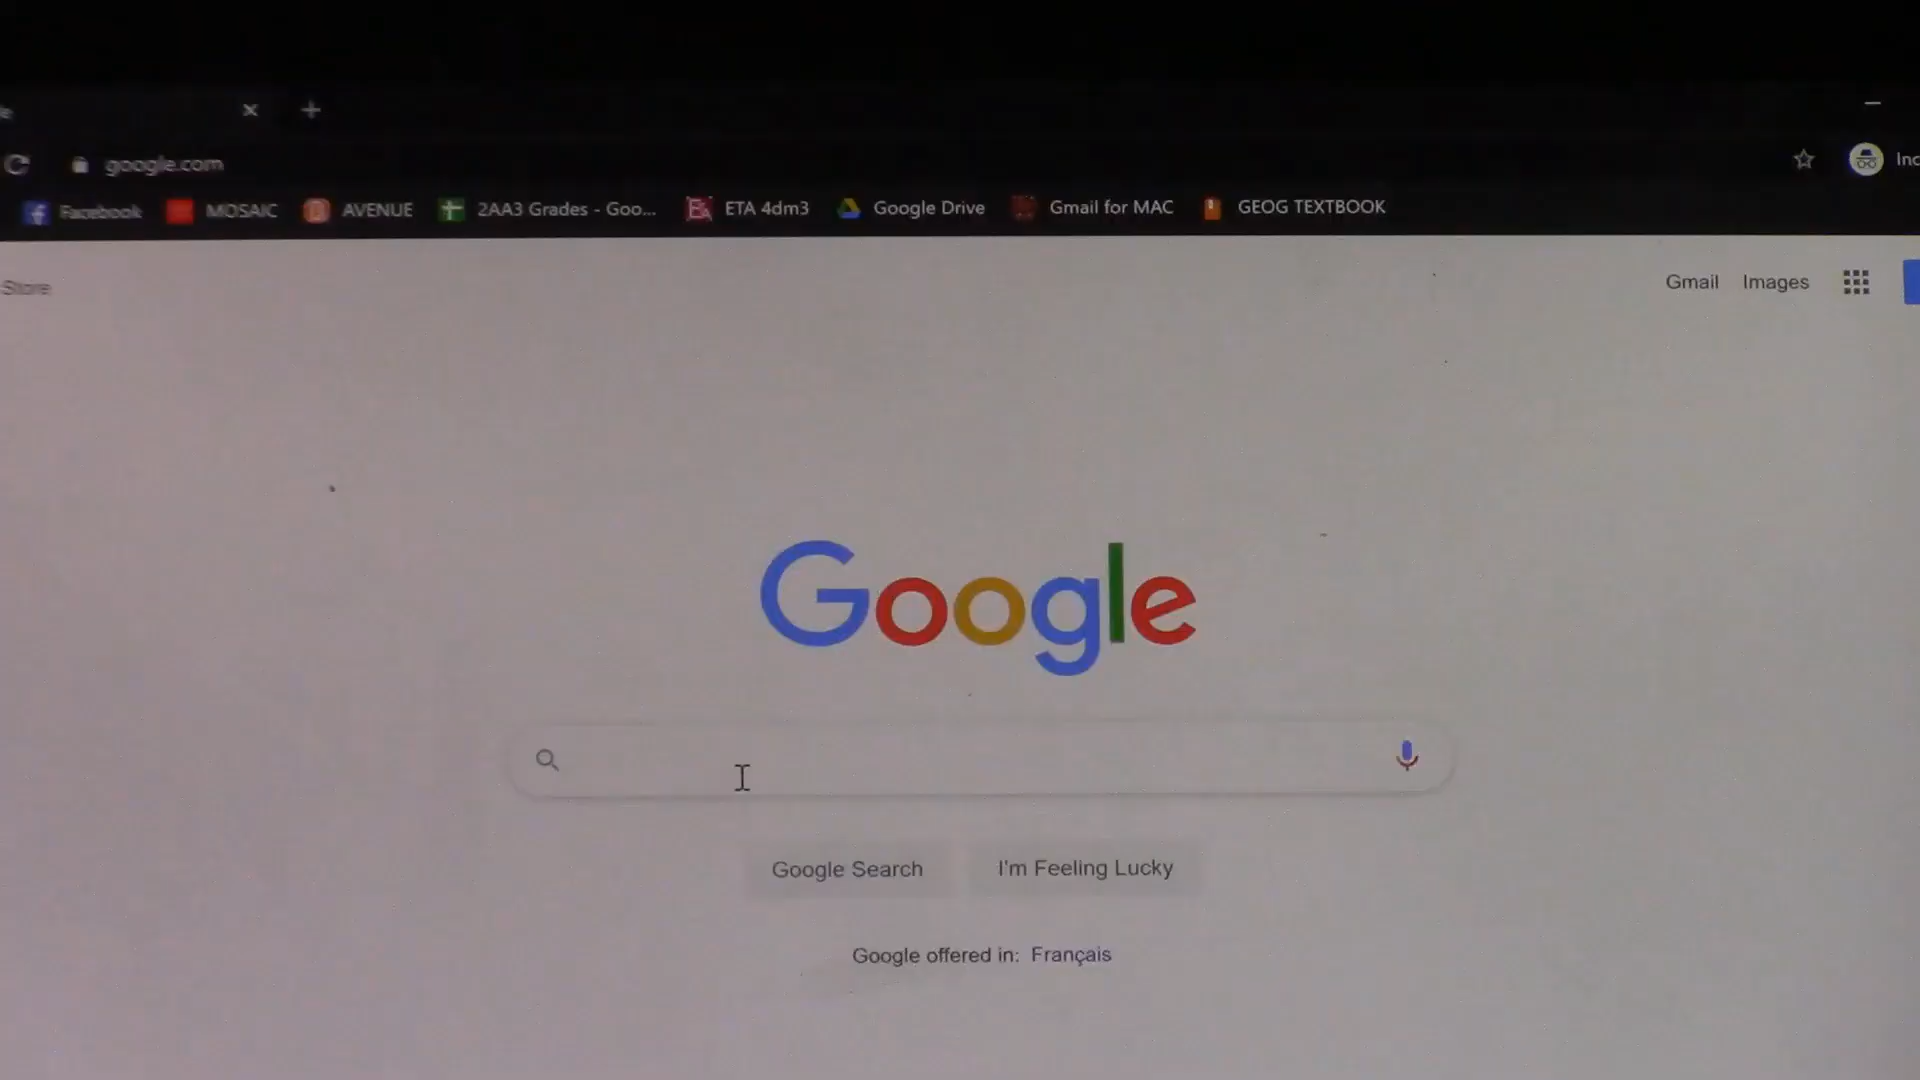 google.com
Inc
Facebook MOSAIC AVENUE 2AA3 Grades - Goo... ETA 4dm3 Google Drive Gmail for MAC GEOG TEXTBOOK
Store
Gmail Images
Google
Google Search I'm Feeling Lucky
Google offered in: Français